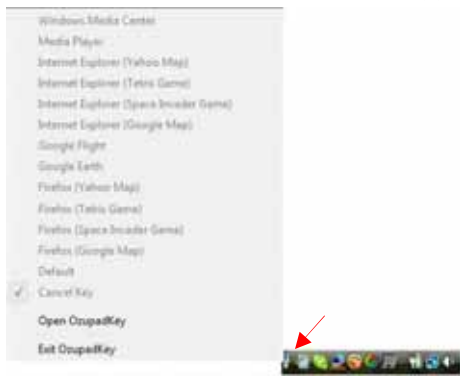 Windows Media Center
Media Player
Internet Explorer (Yahoo Map)
Internet Explorer (Tetris Game)
Internet Explorer (Space Invader Game)
Internet Explorer (Google Map)
Google Flight
Google Earth
Firefox (Yahoo Map)
Firefox (Tetris Game)
Firefox (Space Invader Game)
Firefox (Google Map)
Default
Cancel Key
Open OzupadKey
Exit OzupadKey